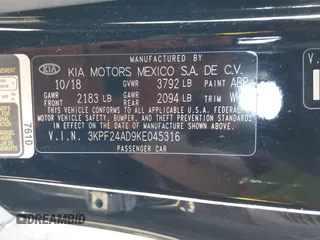 MANUFACTURED BY
KIA
KIA MOTORS MEXICO S.A. DE C.V.
10/18 GVWR 3792 LB PAINT ABP
GAWR FRONT 2183 LB GAWR REAR 2094 LB TRIM
THIS VEHICLE CONFORMS TO ALL APPLICABLE U.S. FEDERAL MOTOR VEHICLE SAFETY, BUMPER, AND THEFT PREVENTION STANDARDS IN EFFECT ON THE DATE OF MANUFACTURE SHOWN ABOVE.
V.I.N. 3KPF24AD9KE045316
PASSENGER CAR
7610
DREAMBID